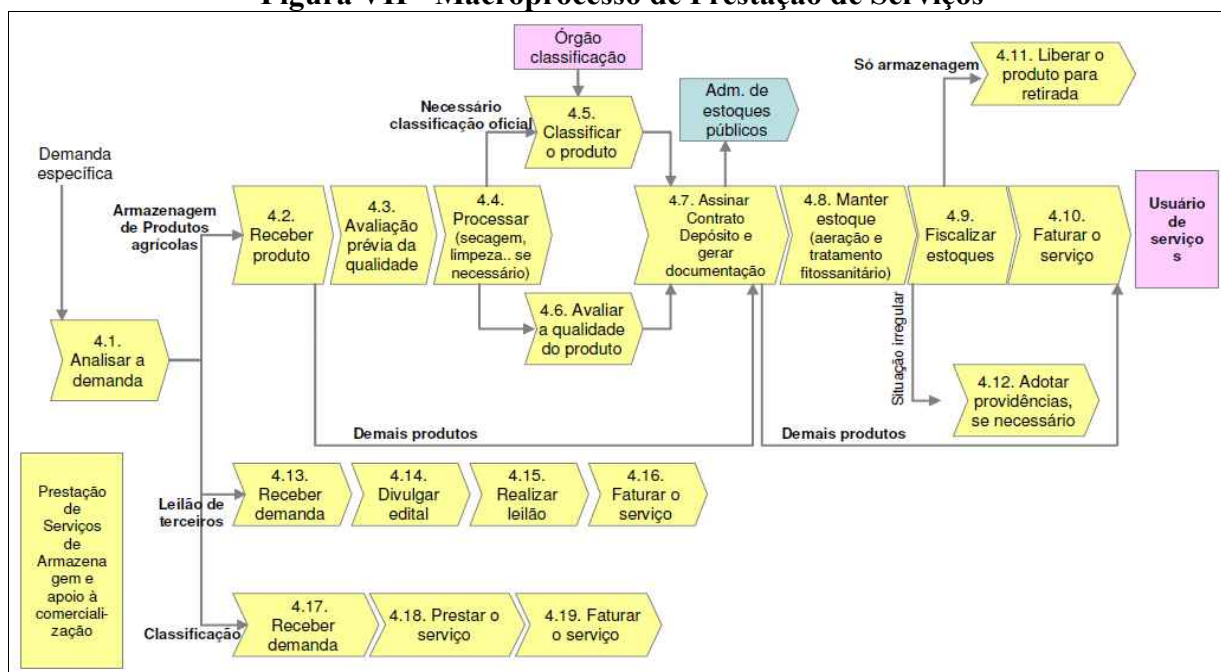 Figura VII - Macroprocesso de Prestação de Serviços
Órgão
classificação
Só armazenagem
4.11. Liberar o
produto para
retirada
Necessário
classificação oficial
4.5.
Classificar
o produto
Adm. de
estoques
públicos
Demanda
específica
Armazenagem
de Produtos
agrícolas
4.2.
Receber
produto
4.3.
Avaliação
prévia da
qualidade
4.4.
Processar
(secagem,
limpeza.. se
necessário)
4.7. Assinar
Contrato
Depósito e
gerar
documentação
4.8. Manter
estoque
(aeração e
tratamento
fitossanitário)
4.9.
Fiscalizar
estoques
4.10.
Faturar o
serviço
Usuário
de
serviço
s
4.6. Avaliar
a qualidade
do produto
4.1.
Analisar a
demanda
Situação irregular
4.12. Adotar
providências,
se necessário
Demais produtos
Demais produtos
Prestação
de
Serviços
de
Armazena
gem e
apoio à
comerciali-
zação
Leilão de
terceiros
4.13.
Receber
demanda
4.14.
Divulgar
edital
4.15.
Realizar
leilão
4.16.
Faturar o
serviço
Classificação
4.17.
Receber
demanda
4.18. Prestar o
serviço
4.19. Faturar
o serviço